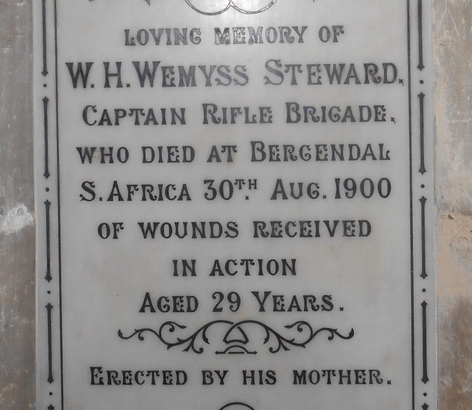 LOVING MEMORY OF
W. H. WEMYSS STEWARD.
CAPTAIN RIFLE BRIGADE,
WHO DIED AT BERGENDAL
S. AFRICA 30TH. AUG. 1900
OF WOUNDS RECEIVED
IN ACTION
AGED 29 YEARS.
ERECTED BY HIS MOTHER.